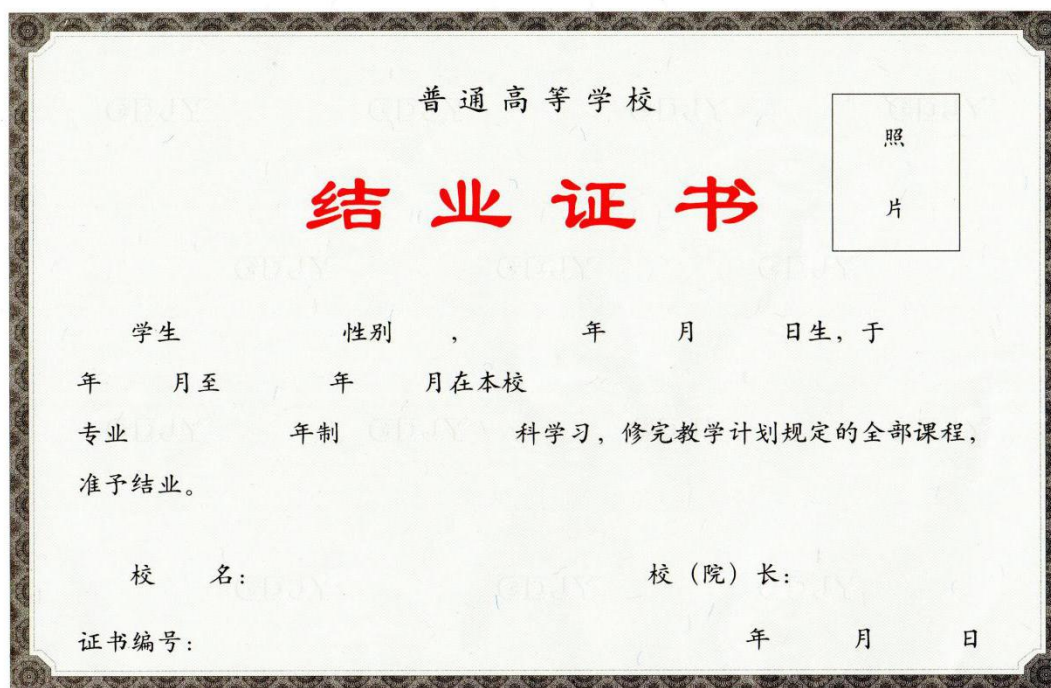 普通高等学校
照
片
结业证书
学生 性别 , 年 月 日生, 于
年 月至 年 月在本校
专业 年制 科学习, 修完教学计划规定的全部课程,
准予结业。
校 名: 校(院)长:
证书编号: 年 月 日